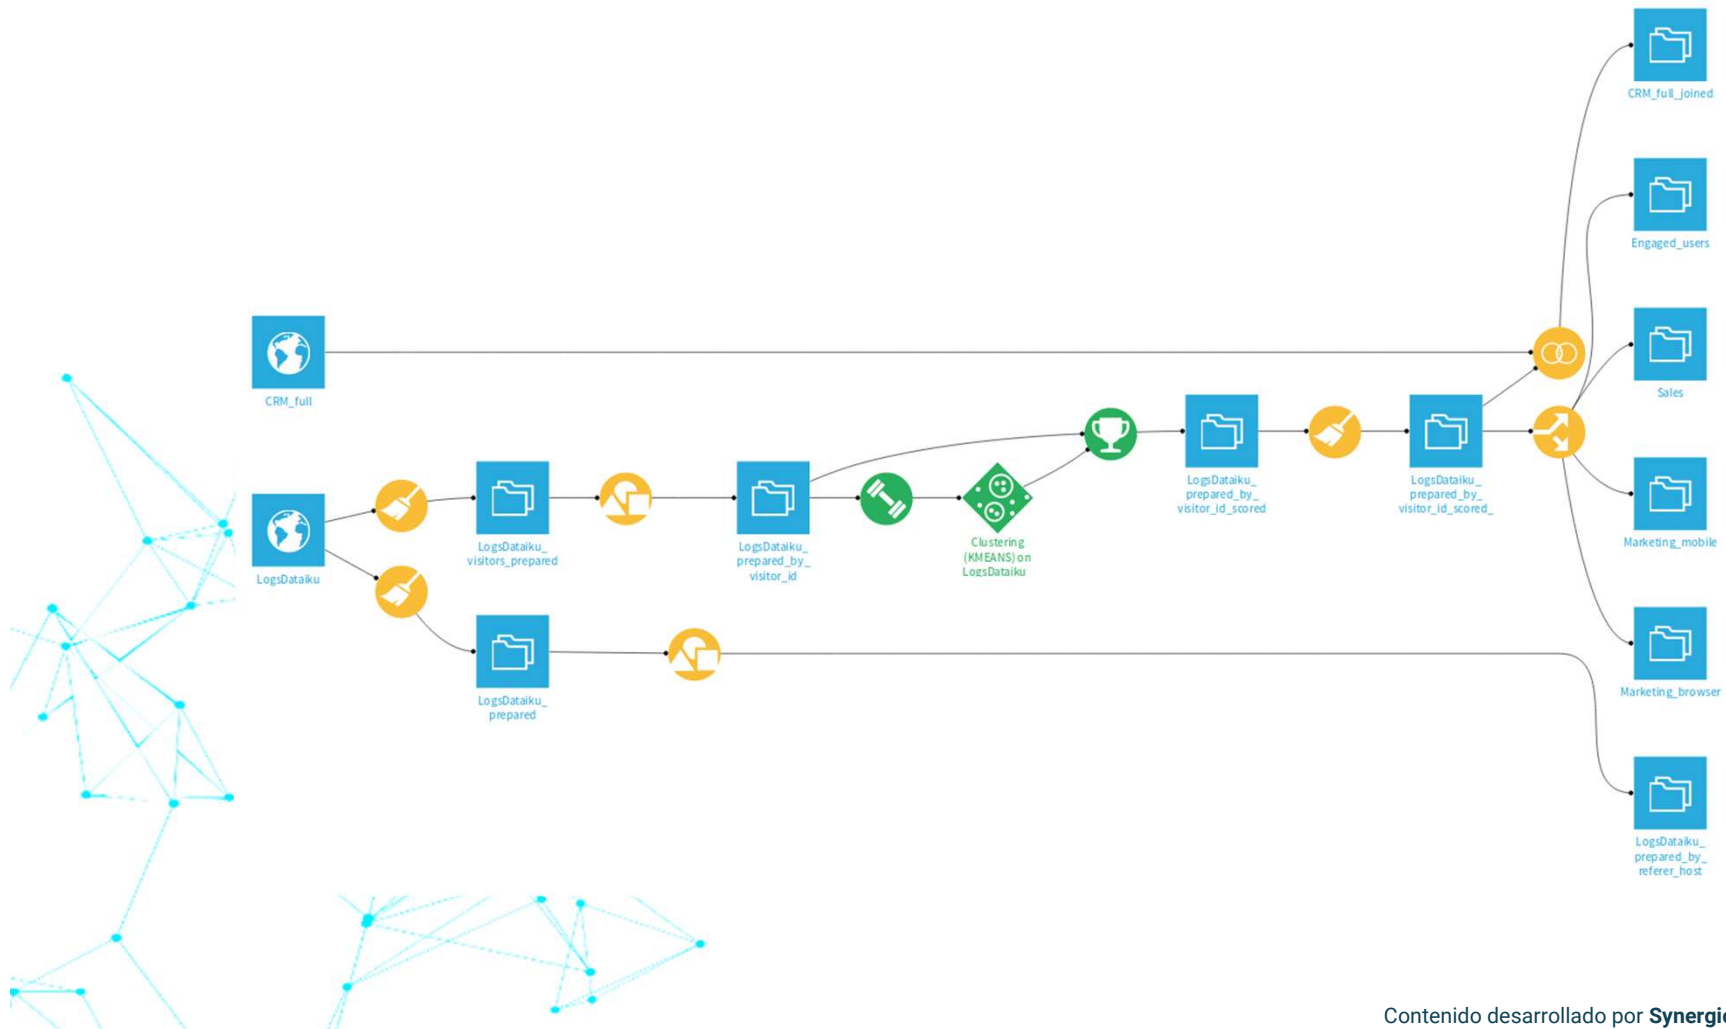 CRM_full_joined
Engaged_users
Sales
CRM_full
LogsDataiku_
prepared_by_
visitor_id_scored
LogsDataiku_
prepared_by_
visitor_id_scored_
Marketing_mobile
LogsDataiku_
visitors_prepared
LogsDataiku_
prepared_by_
visitor_id
Clustering
(KMEANS) on
LogsDataiku
LogsDataiku
Marketing_browser
LogsDataiku_
prepared
LogsDataiku_
prepared_by_
referer_host
Contenido desarrollado por